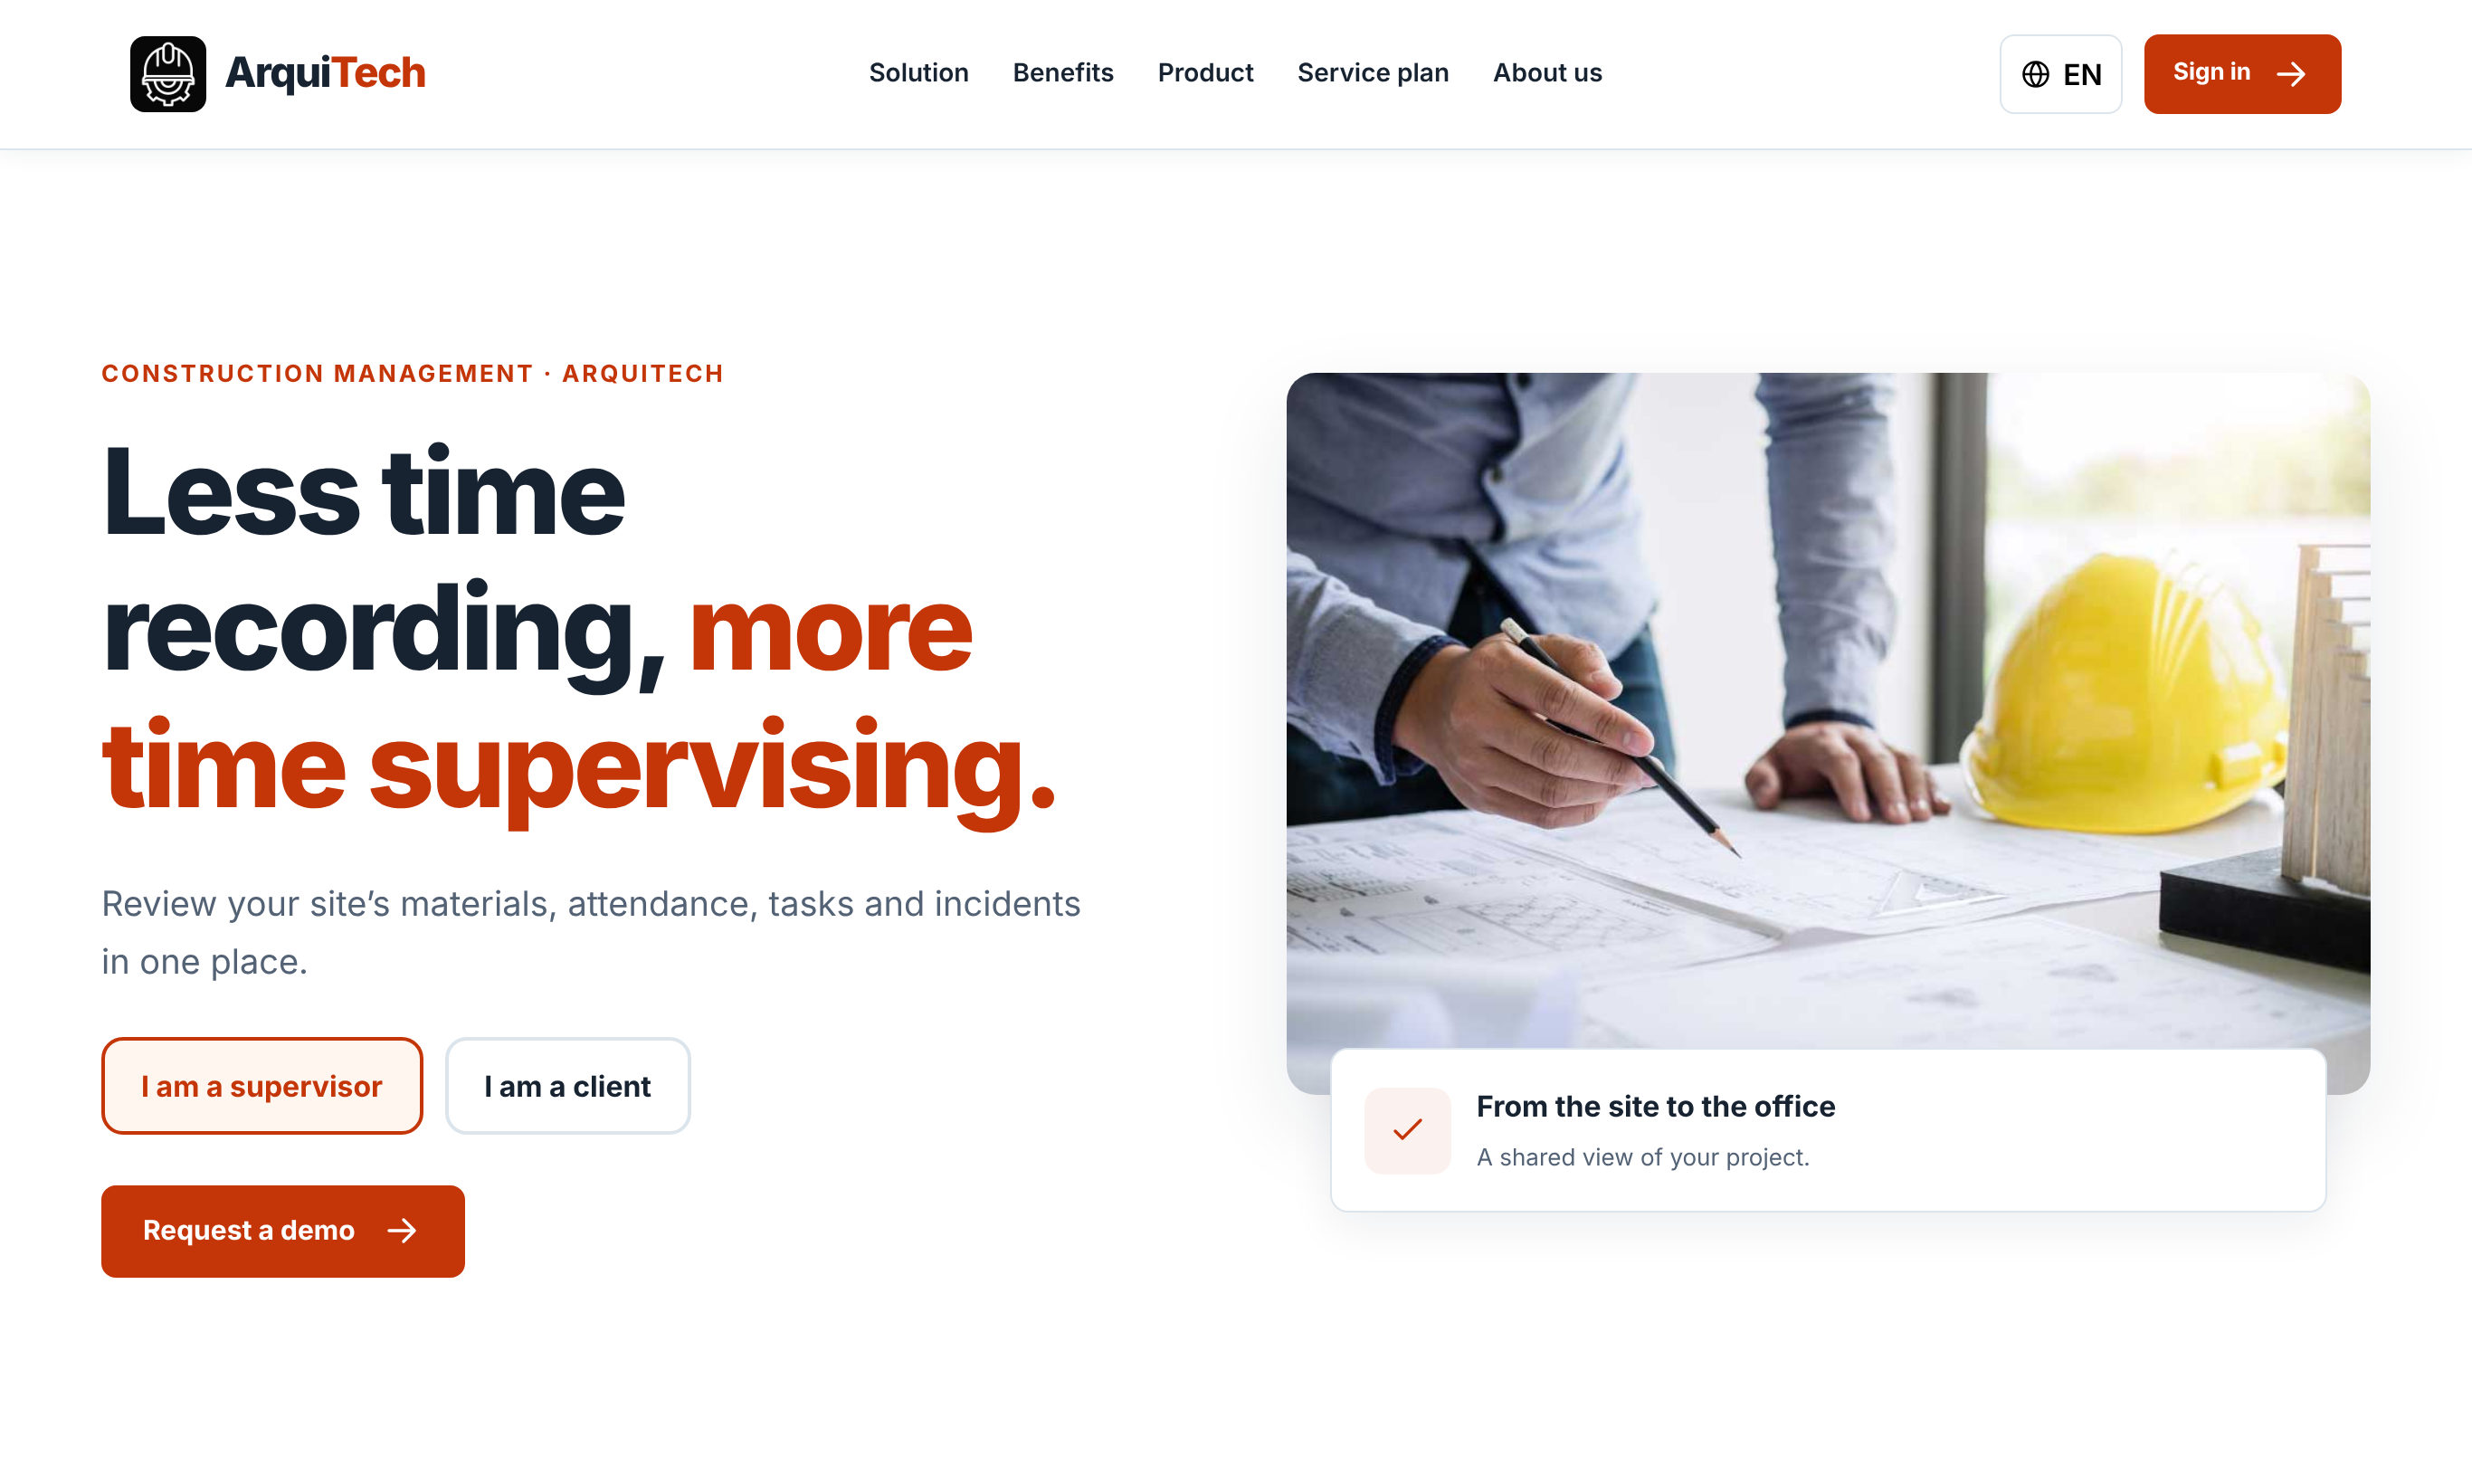 ArquiTech
Solution
Benefits
Product
Service plan
About us
EN
Sign in
CONSTRUCTION MANAGEMENT · ARQUITECH
Less time
recording, more
time supervising.
Review your site’s materials, attendance, tasks and incidents
in one place.
I am a supervisor
I am a client
Request a demo
From the site to the office
A shared view of your project.